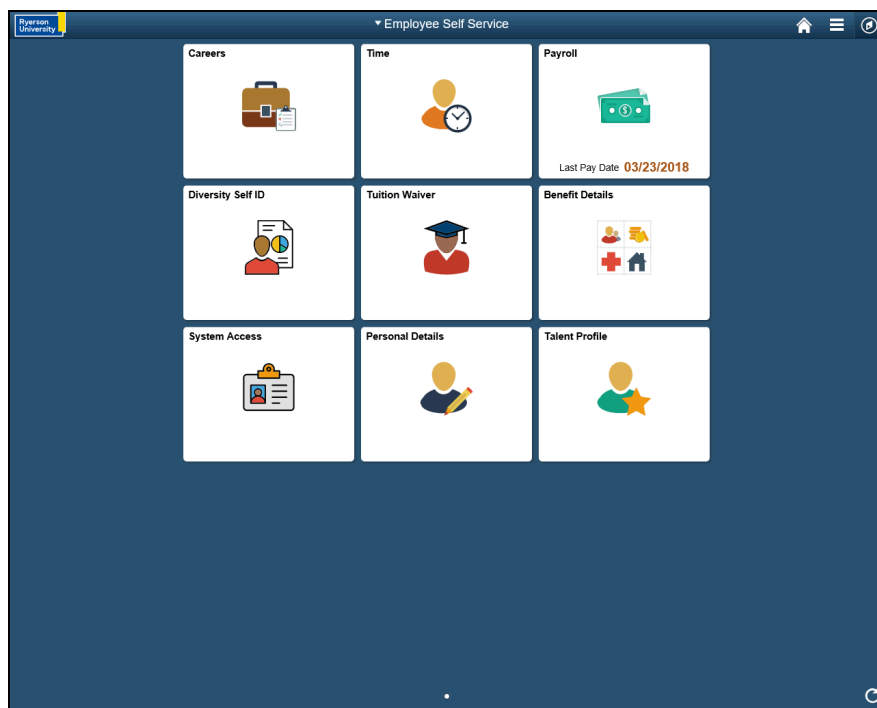 Ryerson
University
Employee Self Service
Careers
Time
Payroll
Last Pay Date 03/23/2018
Diversity Self ID
Tuition Waiver
Benefit Details
System Access
Personal Details
Talent Profile